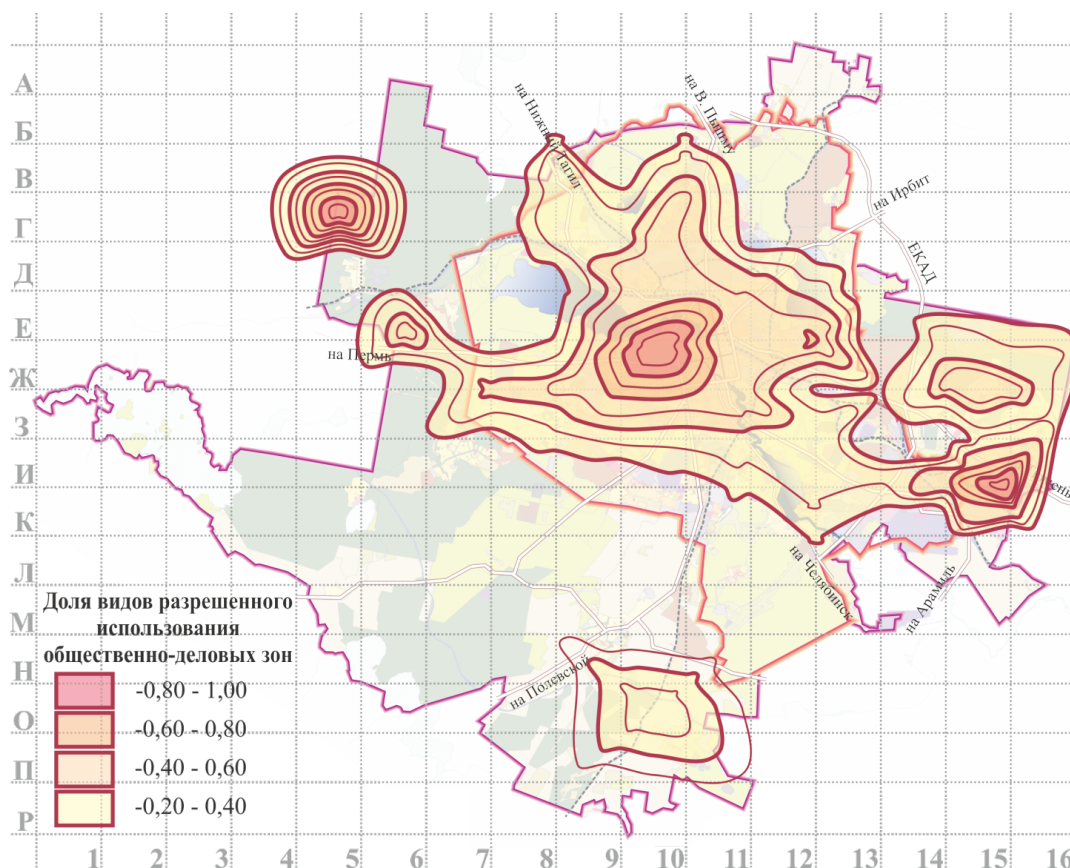 А
Б
на Нижний Тагил
на В. Пышму
В
на Ирбит
Г
ЕКАД
Д
Е
на Пермь
Ж
З
И
К
на Челябинск
Л
на Арамиль
Доля видов разрешенного
использования
общественно-деловых зон
М
Н
на Полевской
-0,80 - 1,00
О
-0,60 - 0,80
П
-0,40 - 0,60
Р
-0,20 - 0,40
1 2 3 4 5 6 7 8 9 10 11 12 13 14 15 16